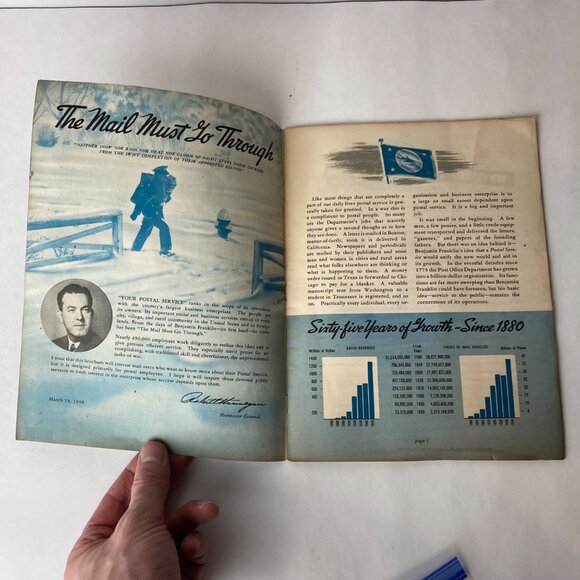 The Mail Must Go Through
"NEITHER SNOW NOR RAIN NOR HEAT NOR GLOOM OF NIGHT STAYS THESE COURIERS
FROM THE SWIFT COMPLETION OF THEIR APPOINTED ROUNDS"
"YOUR POSTAL SERVICE" ranks in the scope of its operation
with the country's largest business enterprises. The people are
its owners. Its important social and business services extend to every
city, village, and rural community in the United States and to foreign
lands. From the days of Benjamin Franklin—its first head—its creed
has been "The Mail Must Go Through."
Nearly 450,000 employees work diligently to realize this ideal and to
give patrons efficient service. They especially merit praise for
completing, with traditional skill and cheerfulness, the unprecedented
tasks of war.
I trust that this brochure will interest mail users who want to know more about their Postal Service;
it is designed primarily for postal employees. I hope it will inspire these devoted public
servants to fresh interest in the enterprise whose success depends upon them.
March 14, 1946
Robert Hannegan
Postmaster General.
Like most things that are completely a
part of our daily lives postal service is gen-
erally taken for granted. In a way this is
a compliment to postal people. So many
are the Department's jobs that scarcely
anyone gives a second thought as to how
they are done. A letter is mailed in Boston;
matter-of-factly, soon it is delivered in
California. Newspapers and periodicals
are mailed by their publishers and soon
men and women in cities and rural areas
read what folks elsewhere are thinking or
what is happening to them. A money
order issued in Texas is forwarded to Chi-
cago to pay for a blanket. A valuable
manuscript sent from Washington to a
student in Tennessee is registered, and so
on. Practically every individual, every or-
ganization and business enterprise is to
a large or small extent dependent upon
postal service. It is a big and important
job.
It was small in the beginning. A few
men, a few ponies, and a little crude equip-
ment transported and delivered the letters,
"gazettes," and papers of the founding
fathers. But there was an idea behind it—
Benjamin Franklin's idea that a Postal Serv-
ice would unify the new world and aid in
its growth. In the eventful decades since
1775 the Post Office Department has grown
into a billion-dollar organization. Its func-
tions are far more sweeping than Benjamin
Franklin could have foreseen, but his basic
idea—service to the public—remains the
cornerstone of its operations.
Sixty-five Years of Growth - Since 1880
Millions of Dollars
GROSS REVENUES
Fiscal Years
PIECES OF MAIL HANDLED
Billions of Pieces
page 1